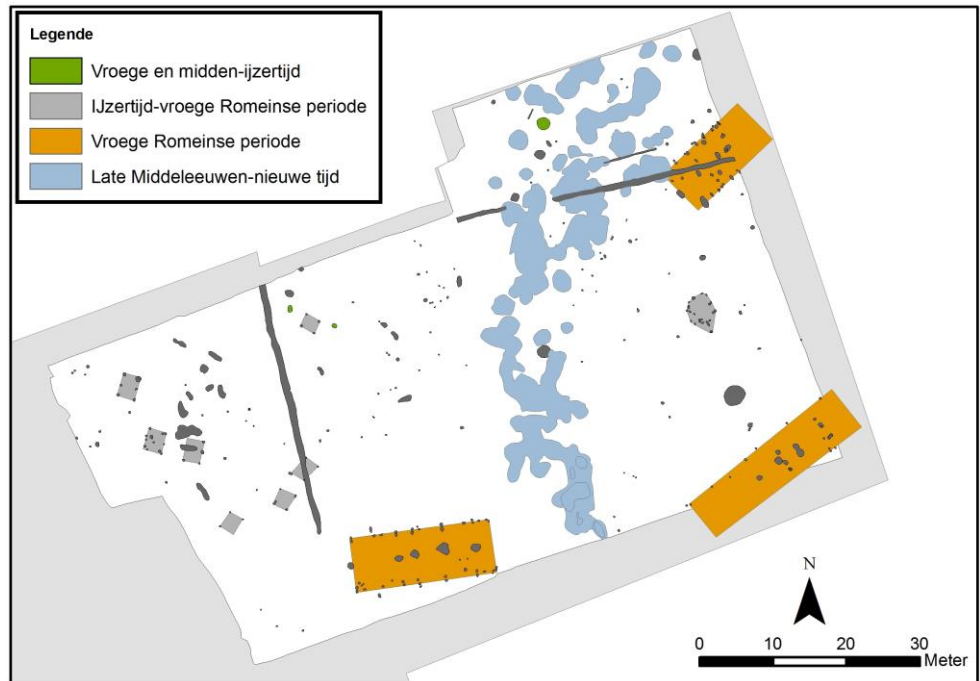 Legende
Vroege en midden-ijzertijd
IJzertijd-vroege Romeinse periode
Vroege Romeinse periode
Late Middeleeuwen-nieuwe tijd
N
0 10 20 30
Meter